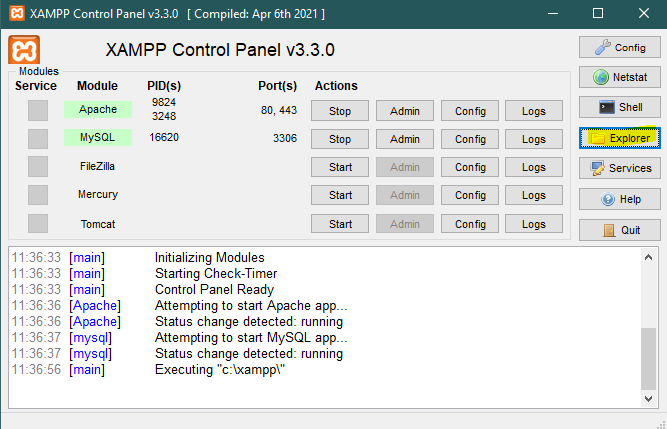 XAMPP Control Panel v3.3.0 [ Compiled: Apr 6th 2021 ]
XAMPP Control Panel v3.3.0
Config
Netstat
Shell
Explorer
Services
Help
Quit
Modules
Service Module PID(s) Port(s) Actions
Apache 9824 3248 80, 443 Stop Admin Config Logs
MySQL 16620 3306 Stop Admin Config Logs
FileZilla Start Admin Config Logs
Mercury Start Admin Config Logs
Tomcat Start Admin Config Logs
11:36:33 [main] Initializing Modules
11:36:33 [main] Starting Check-Timer
11:36:33 [main] Control Panel Ready
11:36:36 [Apache] Attempting to start Apache app...
11:36:36 [Apache] Status change detected: running
11:36:37 [mysql] Attempting to start MySQL app...
11:36:37 [mysql] Status change detected: running
11:36:56 [main] Executing "c:\xampp\"